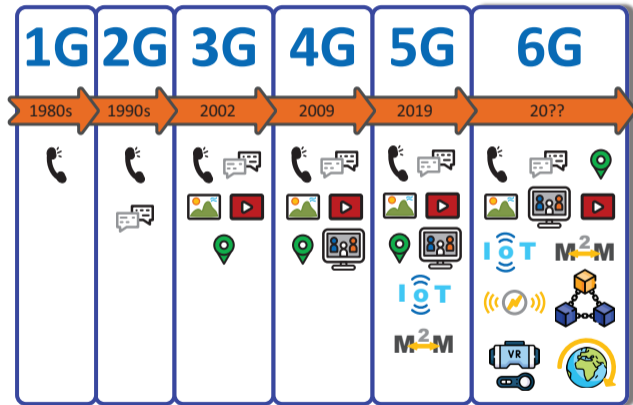 1G 2G 3G 4G 5G 6G
1980s 1990s 2002 2009 2019 20??
IoT M2M
IoT
M2M
VR